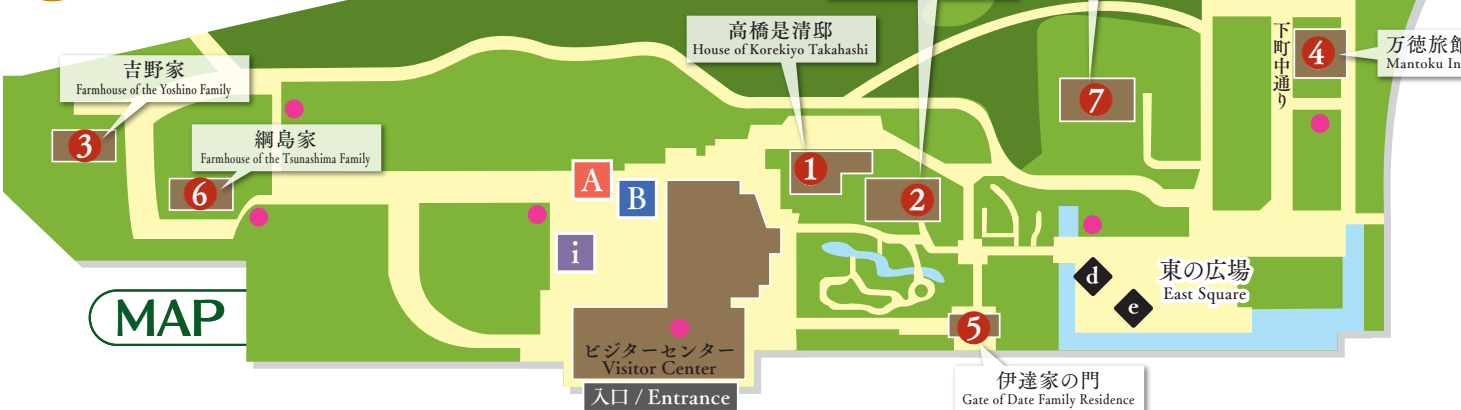 高橋是清邸
House of Korekiyo Takahashi
下町中通り
4
万徳旅館
Mantoku In
吉野家
Farmhouse of the Yoshino Family
7
3
綱島家
Farmhouse of the Tsunashima Family
6
A
B
1
2
i
d
e
東の広場
East Square
MAP
5
ビジターセンター
Visitor Center
入口 / Entrance
伊達家の門
Gate of Date Family Residence